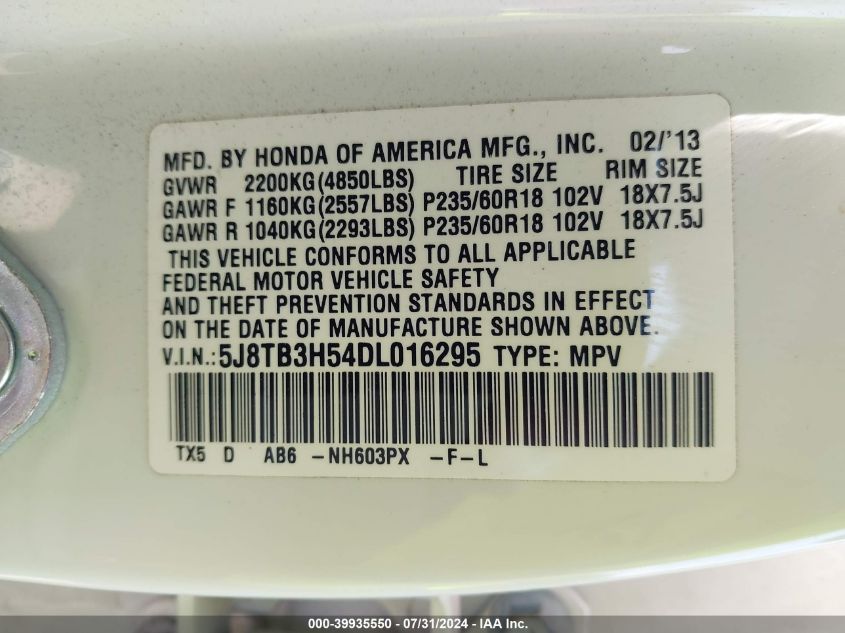 MFD. BY HONDA OF AMERICA MFG., INC. 02/'13
GVWR 2200KG(4850LBS) TIRE SIZE RIM SIZE
GAWR F 1160KG(2557LBS) P235/60R18 102V 18X7.5J
GAWR R 1040KG(2293LBS) P235/60R18 102V 18X7.5J
THIS VEHICLE CONFORMS TO ALL APPLICABLE
FEDERAL MOTOR VEHICLE SAFETY
AND THEFT PREVENTION STANDARDS IN EFFECT
ON THE DATE OF MANUFACTURE SHOWN ABOVE.
V.I.N.: 5J8TB3H54DL016295 TYPE: MPV
TX5 D AB6 -NH603PX -F-L
000-39935550 - 07/31/2024 - IAA Inc.